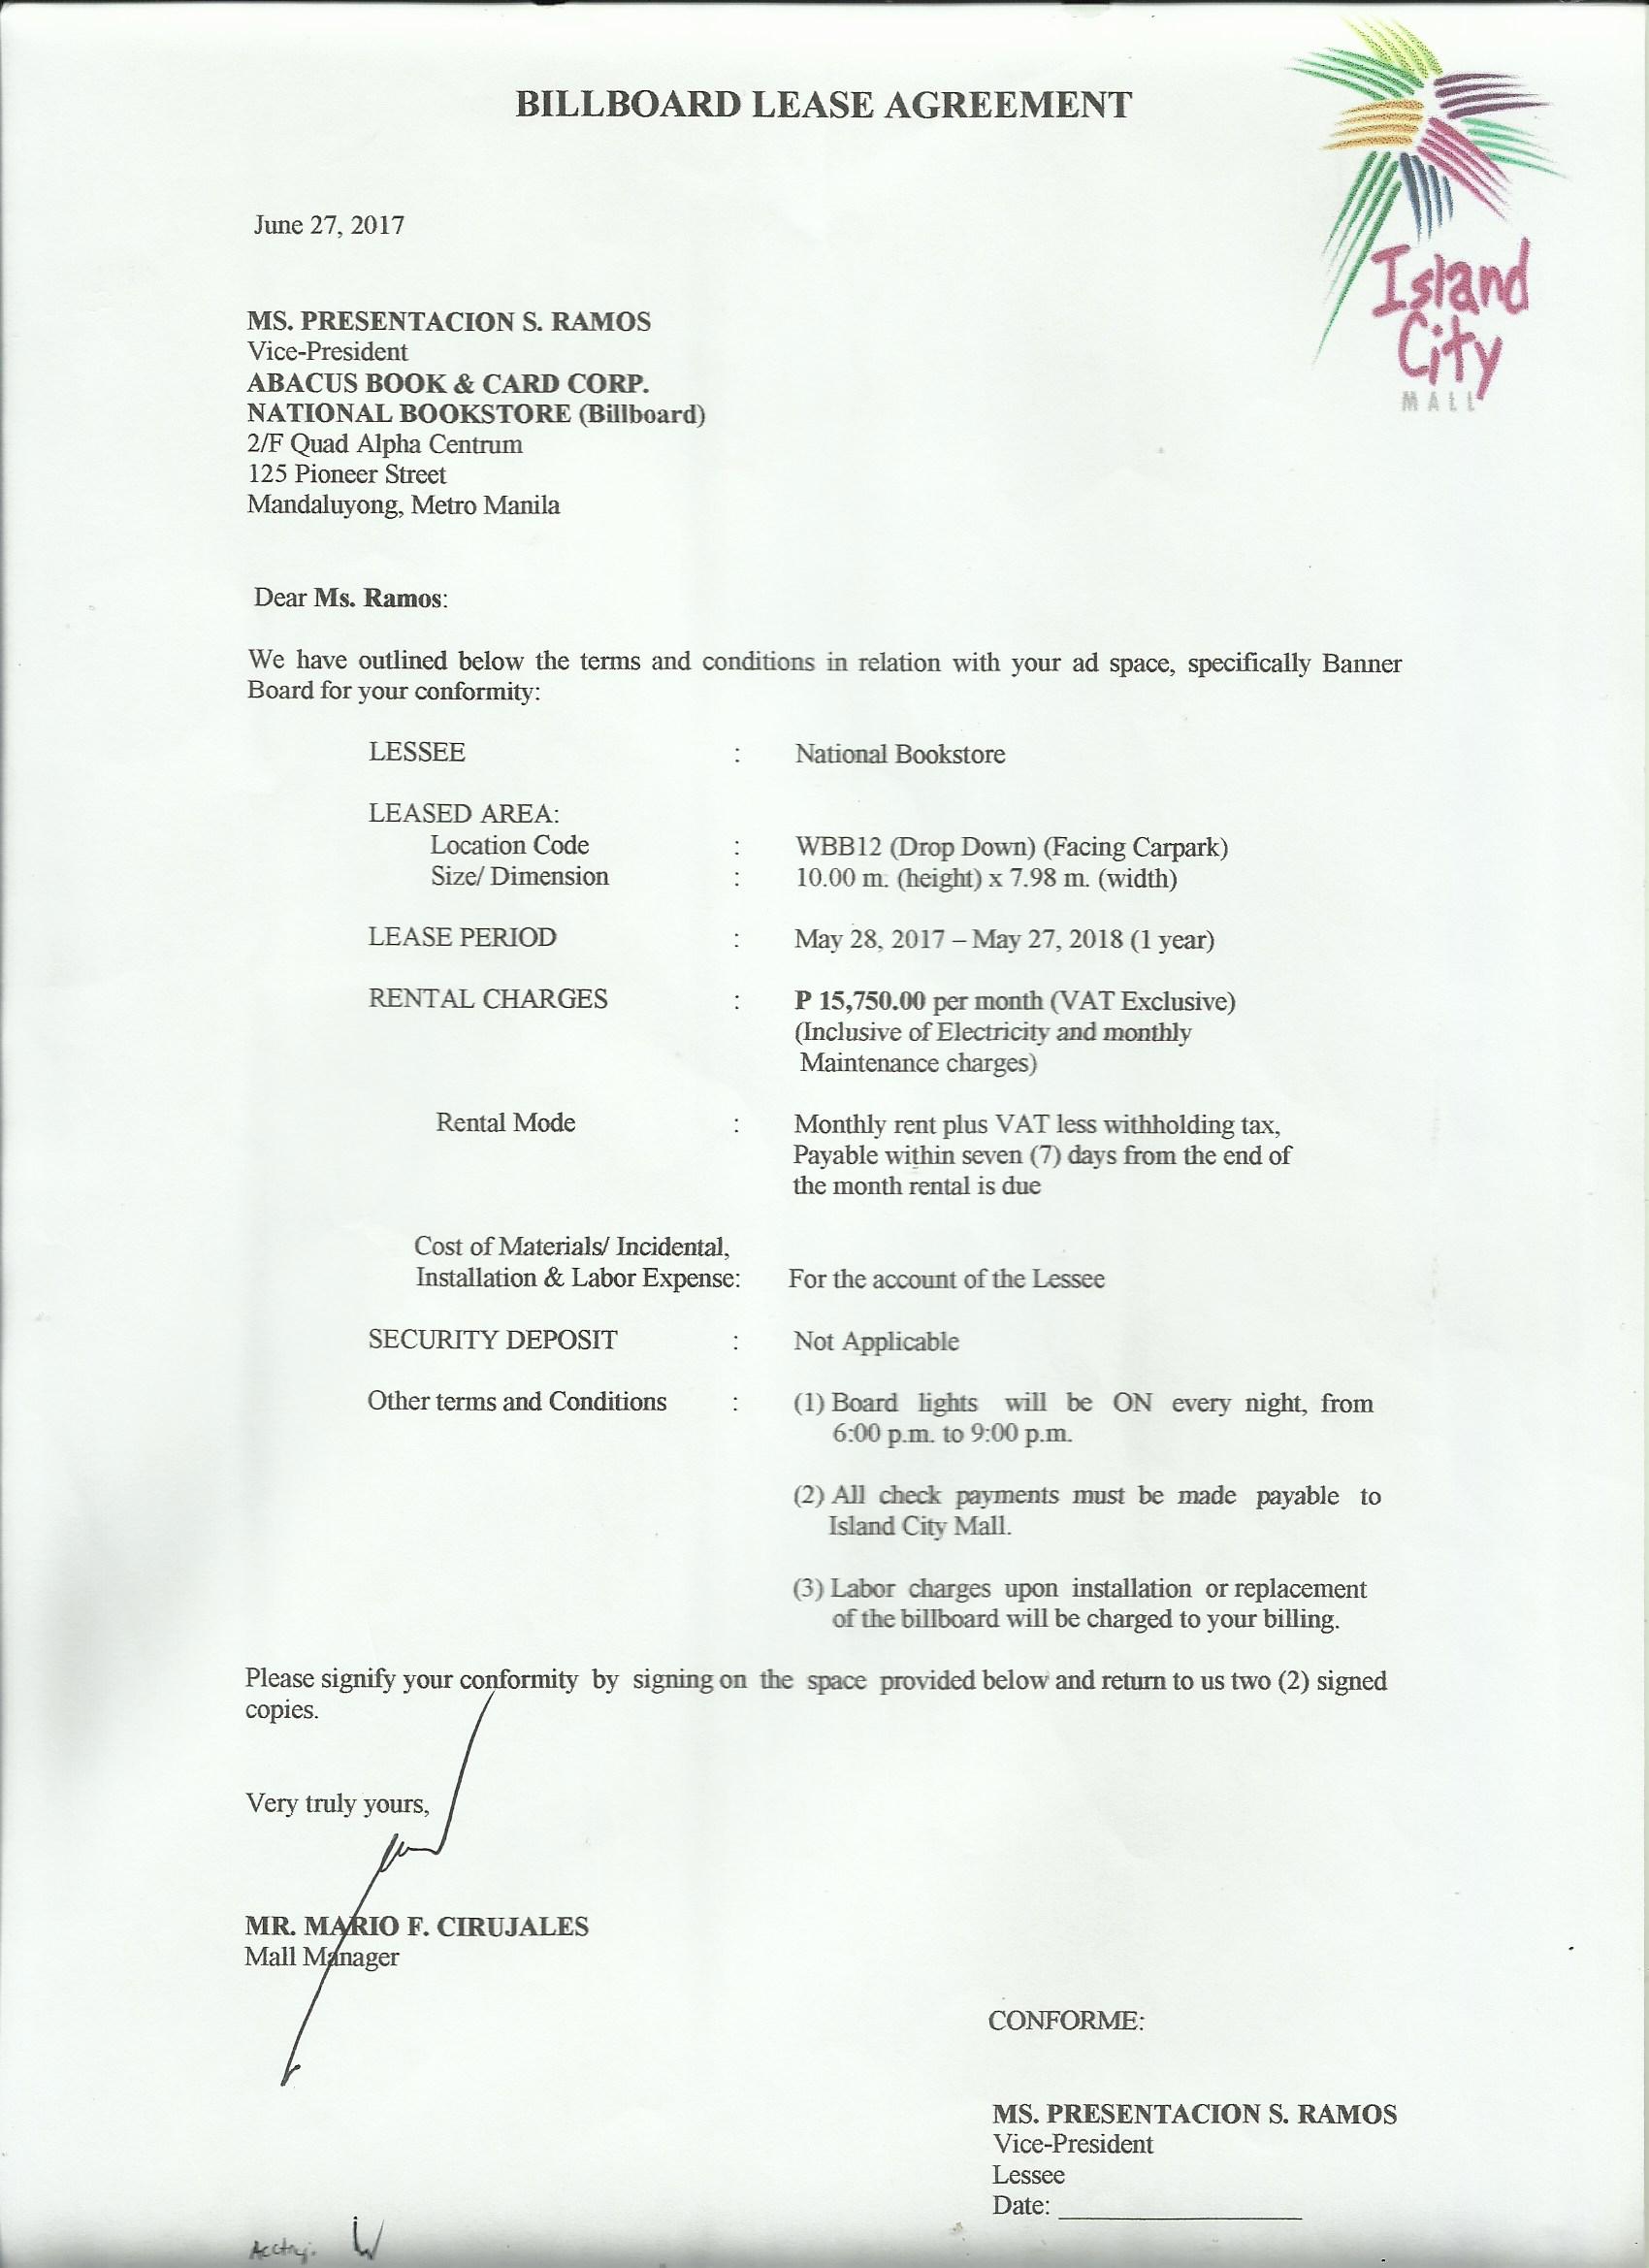 BILLBOARD LEASE AGREEMENT
Island
City
MALL
June 27, 2017
MS. PRESENTACION S. RAMOS
Vice-President
ABACUS BOOK & CARD CORP.
NATIONAL BOOKSTORE (Billboard)
2/F Quad Alpha Centrum
125 Pioneer Street
Mandaluyong, Metro Manila
Dear Ms. Ramos:
We have outlined below the terms and conditions in relation with your ad space, specifically Banner
Board for your conformity:
LESSEE : National Bookstore
LEASED AREA:
Location Code : WBB12 (Drop Down) (Facing Carpark)
Size/ Dimension : 10.00 m. (height) x 7.98 m. (width)
LEASE PERIOD : May 28, 2017 – May 27, 2018 (1 year)
RENTAL CHARGES : P 15,750.00 per month (VAT Exclusive)
(Inclusive of Electricity and monthly
Maintenance charges)
Rental Mode : Monthly rent plus VAT less withholding tax,
Payable within seven (7) days from the end of
the month rental is due
Cost of Materials/ Incidental,
Installation & Labor Expense: For the account of the Lessee
SECURITY DEPOSIT : Not Applicable
Other terms and Conditions : (1) Board lights will be ON every night, from
6:00 p.m. to 9:00 p.m.
(2) All check payments must be made payable to
Island City Mall.
(3) Labor charges upon installation or replacement
of the billboard will be charged to your billing.
Please signify your conformity by signing on the space provided below and return to us two (2) signed
copies.
Very truly yours,
MR. MARIO F. CIRUJALES
Mall Manager
CONFORME:
MS. PRESENTACION S. RAMOS
Vice-President
Lessee
Date: